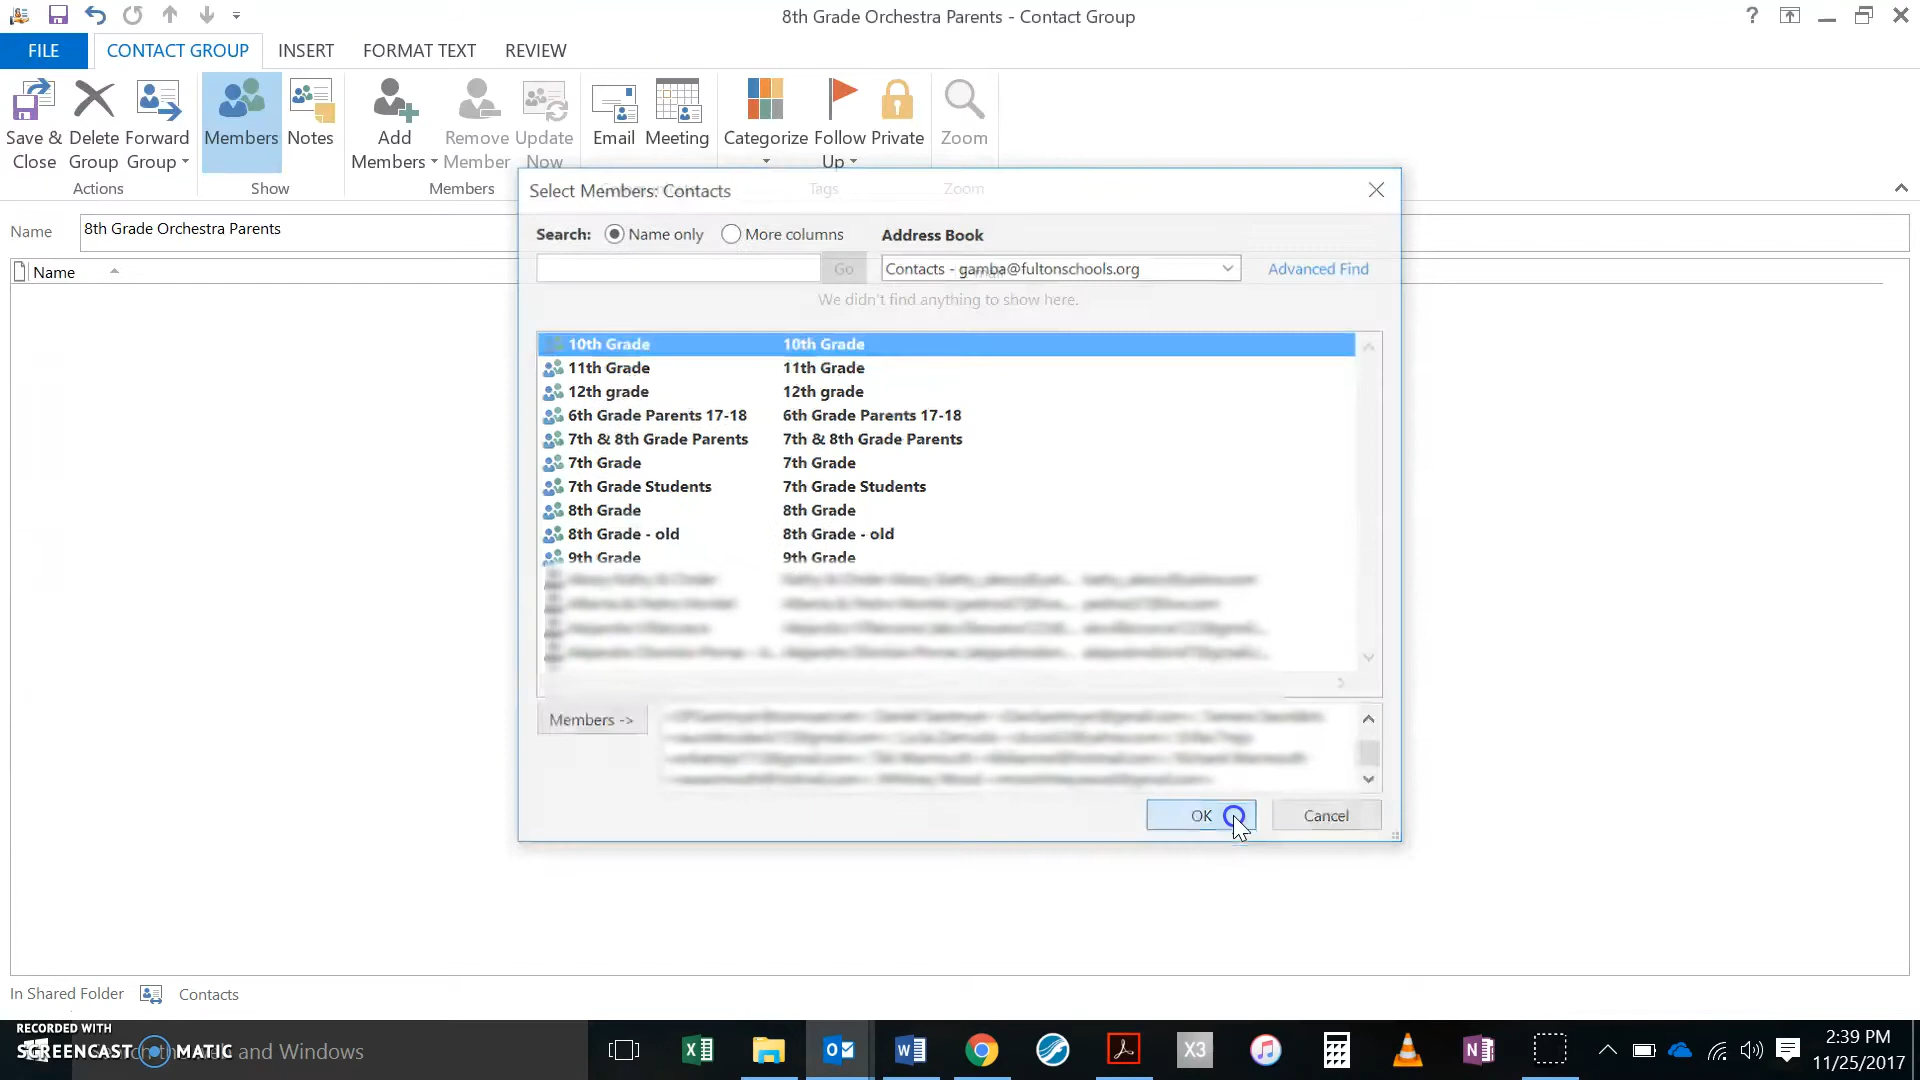 8th Grade Orchestra Parents - Contact Group
FILE CONTACT GROUP INSERT FORMAT TEXT REVIEW
Save & Close
Delete Group
Forward Group
Members
Notes
Add Members
Remove Member
Update Now
Email
Meeting
Categorize
Follow Up
Private
Zoom
Actions Show Members Tags Zoom
Name 8th Grade Orchestra Parents
Name
Select Members: Contacts
Search: Name only More columns Address Book
Go Contacts - gamba@fultonschools.org Advanced Find
We didn't find anything to show here.
10th Grade 10th Grade
11th Grade 11th Grade
12th grade 12th grade
6th Grade Parents 17-18 6th Grade Parents 17-18
7th & 8th Grade Parents 7th & 8th Grade Parents
7th Grade 7th Grade
7th Grade Students 7th Grade Students
8th Grade 8th Grade
8th Grade - old 8th Grade - old
9th Grade 9th Grade
Members ->
OK Cancel
In Shared Folder Contacts
RECORDED WITH
SCREENCAST MATIC
and Windows
X3
2:39 PM
11/25/2017